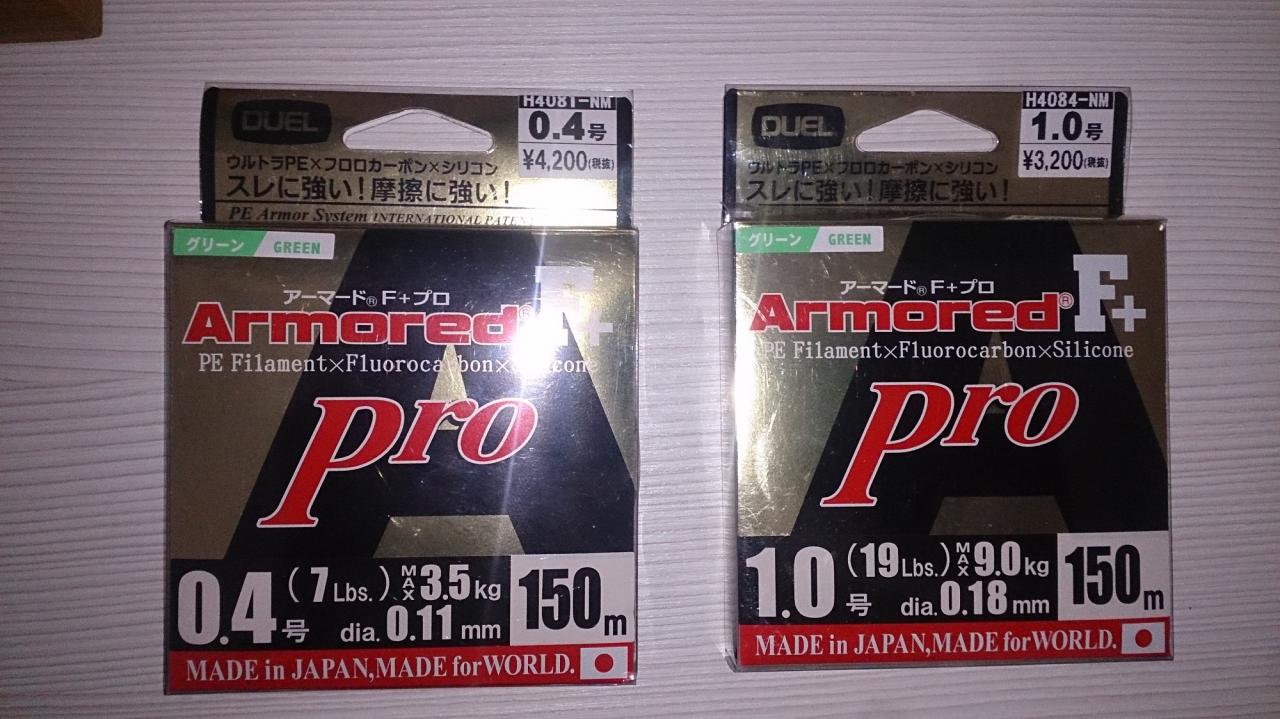 DUEL
H4081-NM
0.4号
¥4,200(税抜)
ウルトラPE×フロロカーボン×シリコン
スレに強い!摩擦に強い!
PE Armor System INTERNATIONAL PATENT
グリーン GREEN
アーマード® F+プロ
Armored® F+
PE Filament×Fluorocarbon×Silicone
Pro
0.4号 (7Lbs.) MAX 3.5kg
dia. 0.11 mm
150m
MADE in JAPAN,MADE for WORLD.
DUEL
H4084-NM
1.0号
¥3,200(税抜)
ウルトラPE×フロロカーボン×シリコン
スレに強い!摩擦に強い!
グリーン GREEN
アーマード® F+プロ
Armored® F+
PE Filament×Fluorocarbon×Silicone
Pro
1.0号 (19Lbs.) MAX 9.0kg
dia. 0.18 mm
150m
MADE in JAPAN,MADE for WORLD.